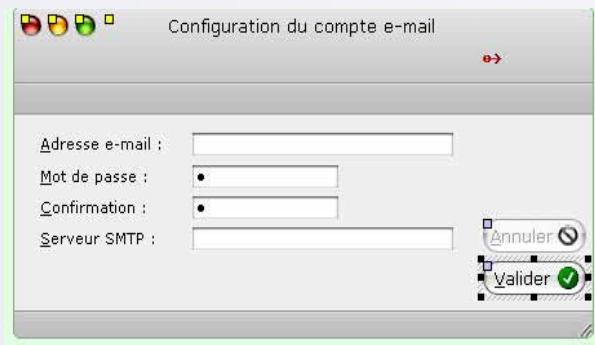 Configuration du compte e-mail
Adresse e-mail :
Mot de passe :
Confirmation :
Serveur SMTP :
Annuler
Valider